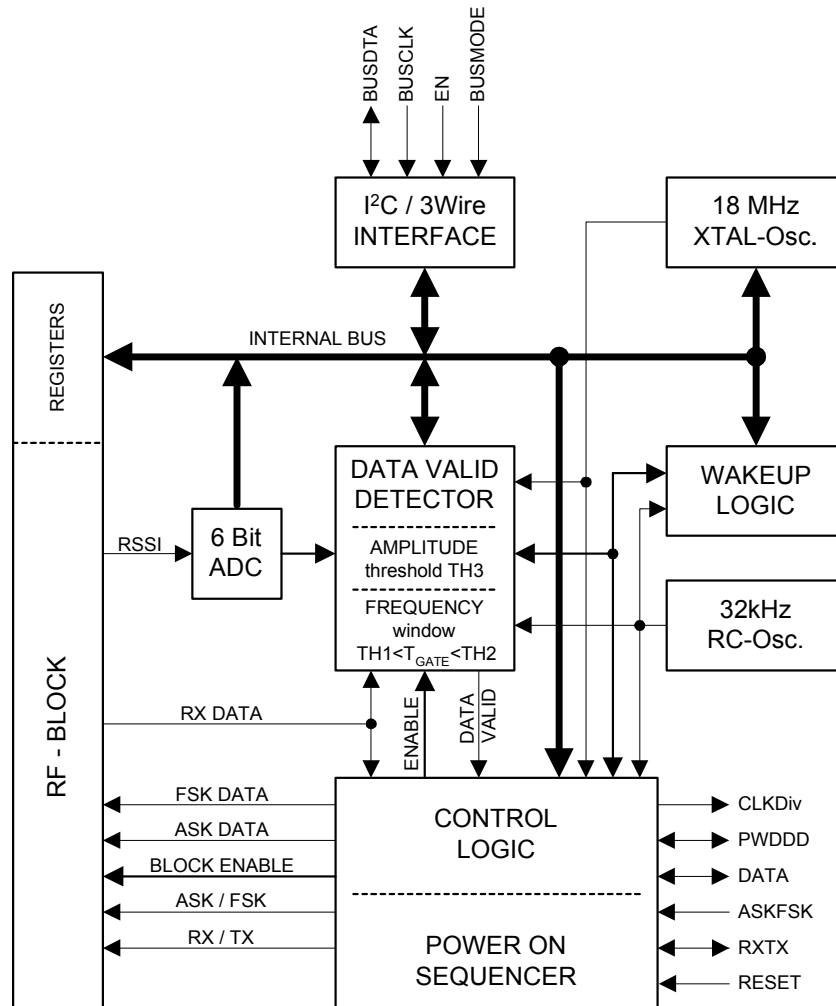 BUSDTA
BUSCLK
EN
BUSMODE
I²C / 3Wire
INTERFACE
18 MHz
XTAL-Osc.
REGISTERS
INTERNAL BUS
DATA VALID
DETECTOR
AMPLITUDE
threshold TH3
FREQUENCY
window
TH1<T_GATE<TH2
WAKEUP
LOGIC
RSSI
6 Bit
ADC
32kHz
RC-Osc.
RF - BLOCK
RX DATA
ENABLE
DATA
VALID
FSK DATA
ASK DATA
BLOCK ENABLE
ASK / FSK
RX / TX
CONTROL
LOGIC
POWER ON
SEQUENCER
CLKDiv
PWDDD
DATA
ASKFSK
RXTX
RESET